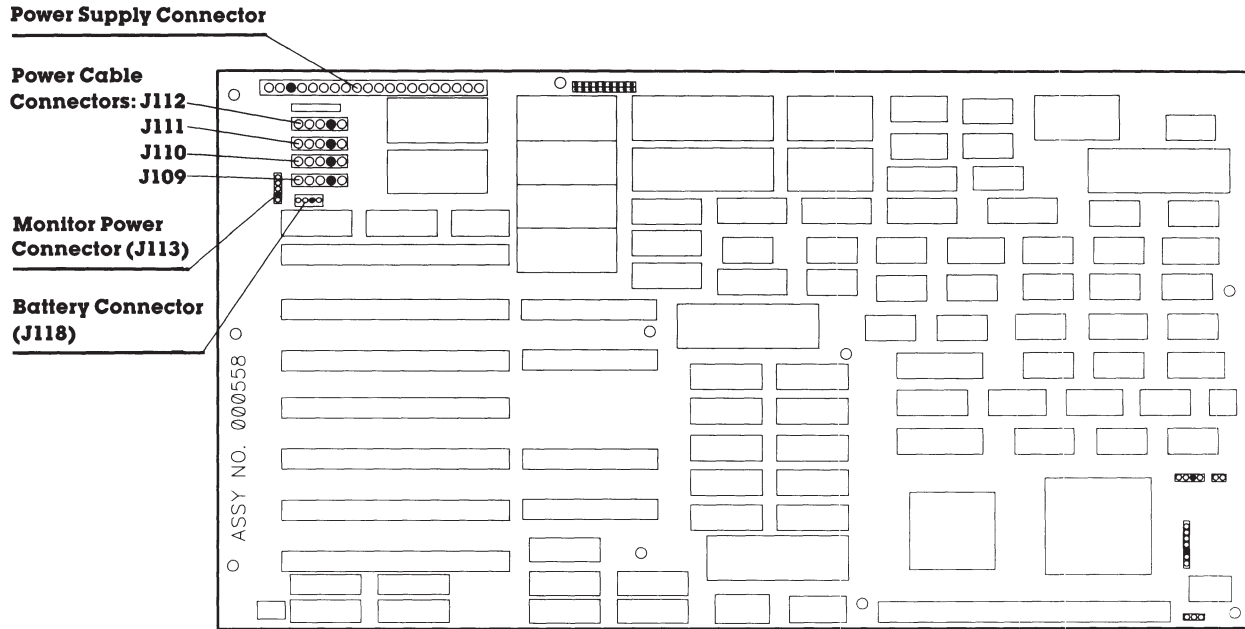 Power Supply Connector
Power Cable
Connectors: J112
J111
J110
J109
Monitor Power
Connector (J113)
Battery Connector
(J118)
ASSY NO. 000558